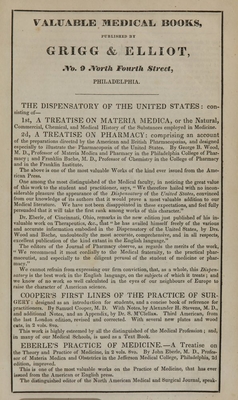 VALUABLE MEDICAL BOOKS,
PUBLISHED BY
GRIGG & ELLIOT,
No. 9 North Fourth Street,
PHILADELPHIA.
THE DISPENSATORY OF THE UNITED STATES: con-
sisting of—
1st, A TREATISE ON MATERIA MEDICA, or the Natural,
Commercial, Chemical, and Medical History of the Substances employed in Medicine.
2d, A TREATISE ON PHARMACY: comprising an account
of the preparations directed by the American and British Pharmacopœias, and designed
especially to illustrate the Pharmacopœia of the United States. By George B. Wood,
M. D., Professor of Materia Medica and Pharmacy in the Philadelphia College of Phar-
macy; and Franklin Bache, M. D., Professor of Chemistry in the College of Pharmacy
and in the Franklin Institute.
The above is one of the most valuable Works of the kind ever issued from the Ame-
rican Press.
One among the most distinguished of the Medical faculty, in noticing the great value
of this work to the student and practitioner, says, "We therefore hailed with no incon-
siderable pleasure the appearance of the Dispensatory of the United States, convinced
from our knowledge of its authors that it would prove a most valuable addition to our
Medical literature. We have not been disappointed in those expectations, and feel fully
persuaded that it will take the first rank among works of this character."
Dr. Eberle, of Cincinnati, Ohio, remarks in the new edition just published of his in-
valuable work on Therapeutics, &c., that "he has availed himself of the various
and accurate information embodied in the Dispensatory of the United States, by Drs.
Wood and Bache, undoubtedly the most accurate, comprehensive, and in all respects,
excellent publication of the kind extant in the English language."
The editors of the Journal of Pharmacy observe, as regards the merits of the work,
"We recommend it most cordially to the Medical fraternity, to the practical phar-
maceutist, and especially to the diligent perusal of the student of medicine or phar-
macy."
We cannot refrain from expressing our firm conviction, that, as a whole, this Dispen-
satory is the best work in the English language, on the subjects of which it treats; and
we know of no work so well calculated in the eyes of our neighbours of Europe to
raise the character of American science.
COOPER'S FIRST LINES OF THE PRACTICE OF SUR-
GERY; designed as an introduction for students, and a concise book of reference for
practitioners. By Samuel Cooper, M. D. With Notes, by Alexander H. Stevens, M. D.,
and additional Notes, and an Appendix, by Dr. S. M'Clellan. Third American, from
the last London edition, revised and corrected. With several new plates and wood
cuts, in 2 vols. 8vo.
This work is highly esteemed by all the distinguished of the Medical Profession; and,
in many of our Medical Schools, is used as a Text Book.
EBERLE'S PRACTICE OF MEDICINE.—A Treatise on
the Theory and Practice of Medicine, in 2 vols. 8vo. By John Eberle, M. D., Profes-
sor of Materia Medica and Obstetrics in the Jefferson Medical College, Philadelphia, 3d
edition, improved.
This is one of the most valuable works on the Practice of Medicine, that has ever
issued from the American or English press.
The distinguished editor of the North American Medical and Surgical Journal, speak-